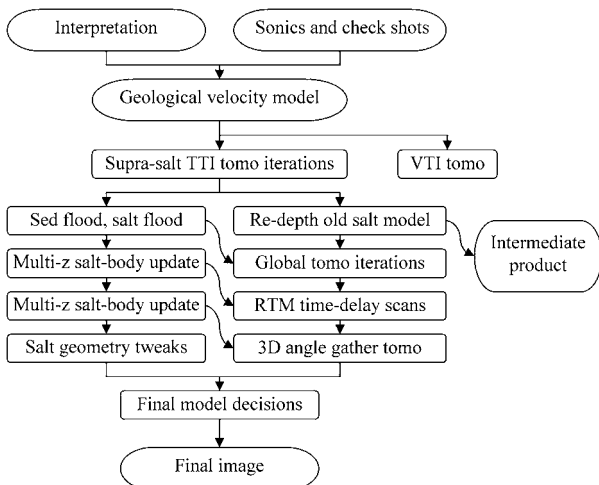 Interpretation
Sonics and check shots
Geological velocity model
Supra-salt TTI tomo iterations
VTI tomo
Sed flood, salt flood
Re-depth old salt model
Intermediate
product
Multi-z salt-body update
Global tomo iterations
Multi-z salt-body update
RTM time-delay scans
Salt geometry tweaks
3D angle gather tomo
Final model decisions
Final image